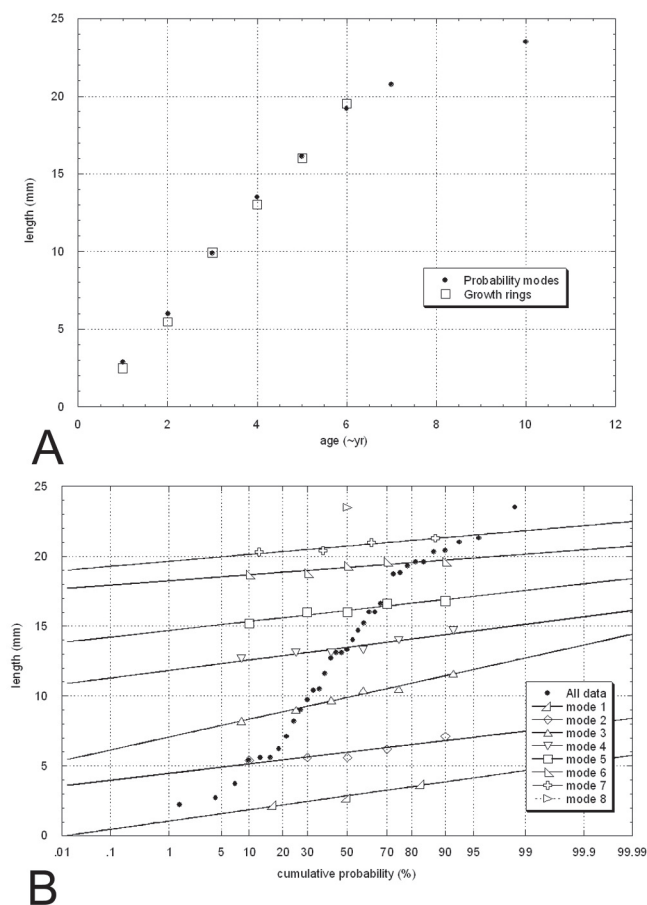 25
20
15
10
5
0
length (mm)
Probability modes
Growth rings
0 2 4 6 8 10 12
age (~yr)
A
25
20
15
10
5
0
length (mm)
All data
mode 1
mode 2
mode 3
mode 4
mode 5
mode 6
mode 7
mode 8
.01 .1 1 5 10 20 30 50 70 80 90 95 99 99.9 99.99
cumulative probability (%)
B